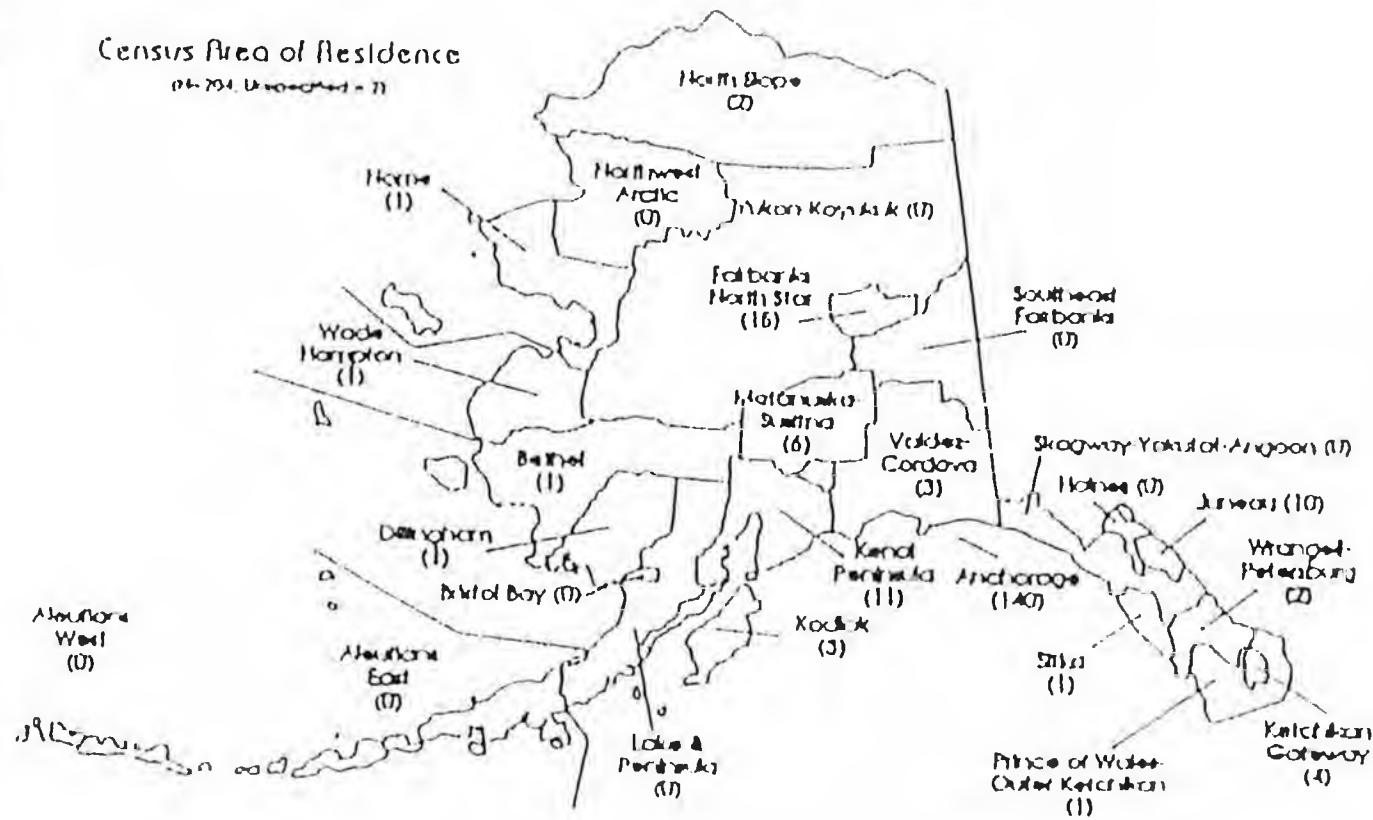 Census Area of Residence
North Slope
(2)
Nome
(1)
Northwest
Arctic
(0)
Yukon-Koyukuk (0)
Fairbanks
North Star
(16)
Southeast
Fairbanks
(0)
Wade
Hampton
(1)
Matanuska-
Susitna
(6)
Valdez-
Cordova
(3)
Bethel
(1)
Skagway-Yakutat-Angoon (0)
Haines (0)
Juneau (10)
Wrangel-
Petersburg
(2)
Dillingham
(1)
Bristol Bay (0)
Kenai
Peninsula
(11)
Anchorage
(140)
Kodiak
(3)
Aleutians
West
(0)
Aleutians
East
(0)
Sitka
(1)
Lake &
Peninsula
(0)
Prince of Wales-
Outer Ketchikan
(1)
Ketchikan
Gateway
(4)